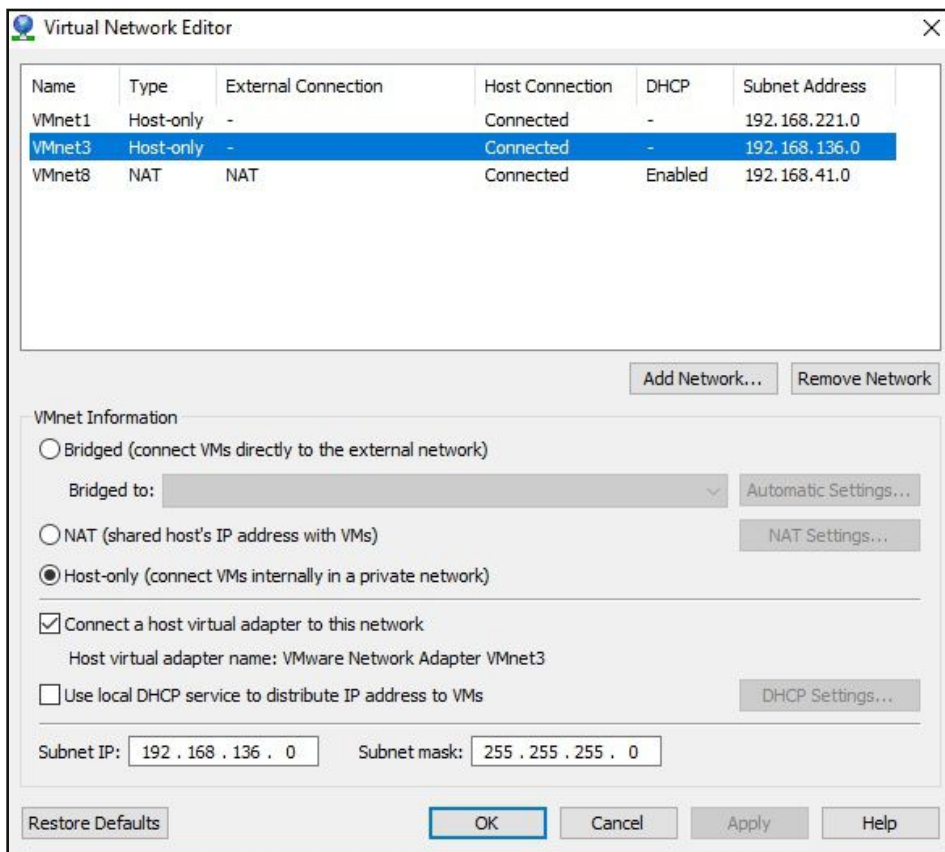 Virtual Network Editor
Name Type External Connection Host Connection DHCP Subnet Address
VMnet1 Host-only - Connected - 192.168.221.0
VMnet3 Host-only - Connected - 192.168.136.0
VMnet8 NAT NAT Connected Enabled 192.168.41.0
Add Network... Remove Network
VMnet Information
Bridged (connect VMs directly to the external network)
Bridged to: Automatic Settings...
NAT (shared host's IP address with VMs) NAT Settings...
Host-only (connect VMs internally in a private network)
Connect a host virtual adapter to this network
Host virtual adapter name: VMware Network Adapter VMnet3
Use local DHCP service to distribute IP address to VMs DHCP Settings...
Subnet IP: 192 . 168 . 136 . 0 Subnet mask: 255 . 255 . 255 . 0
Restore Defaults OK Cancel Apply Help